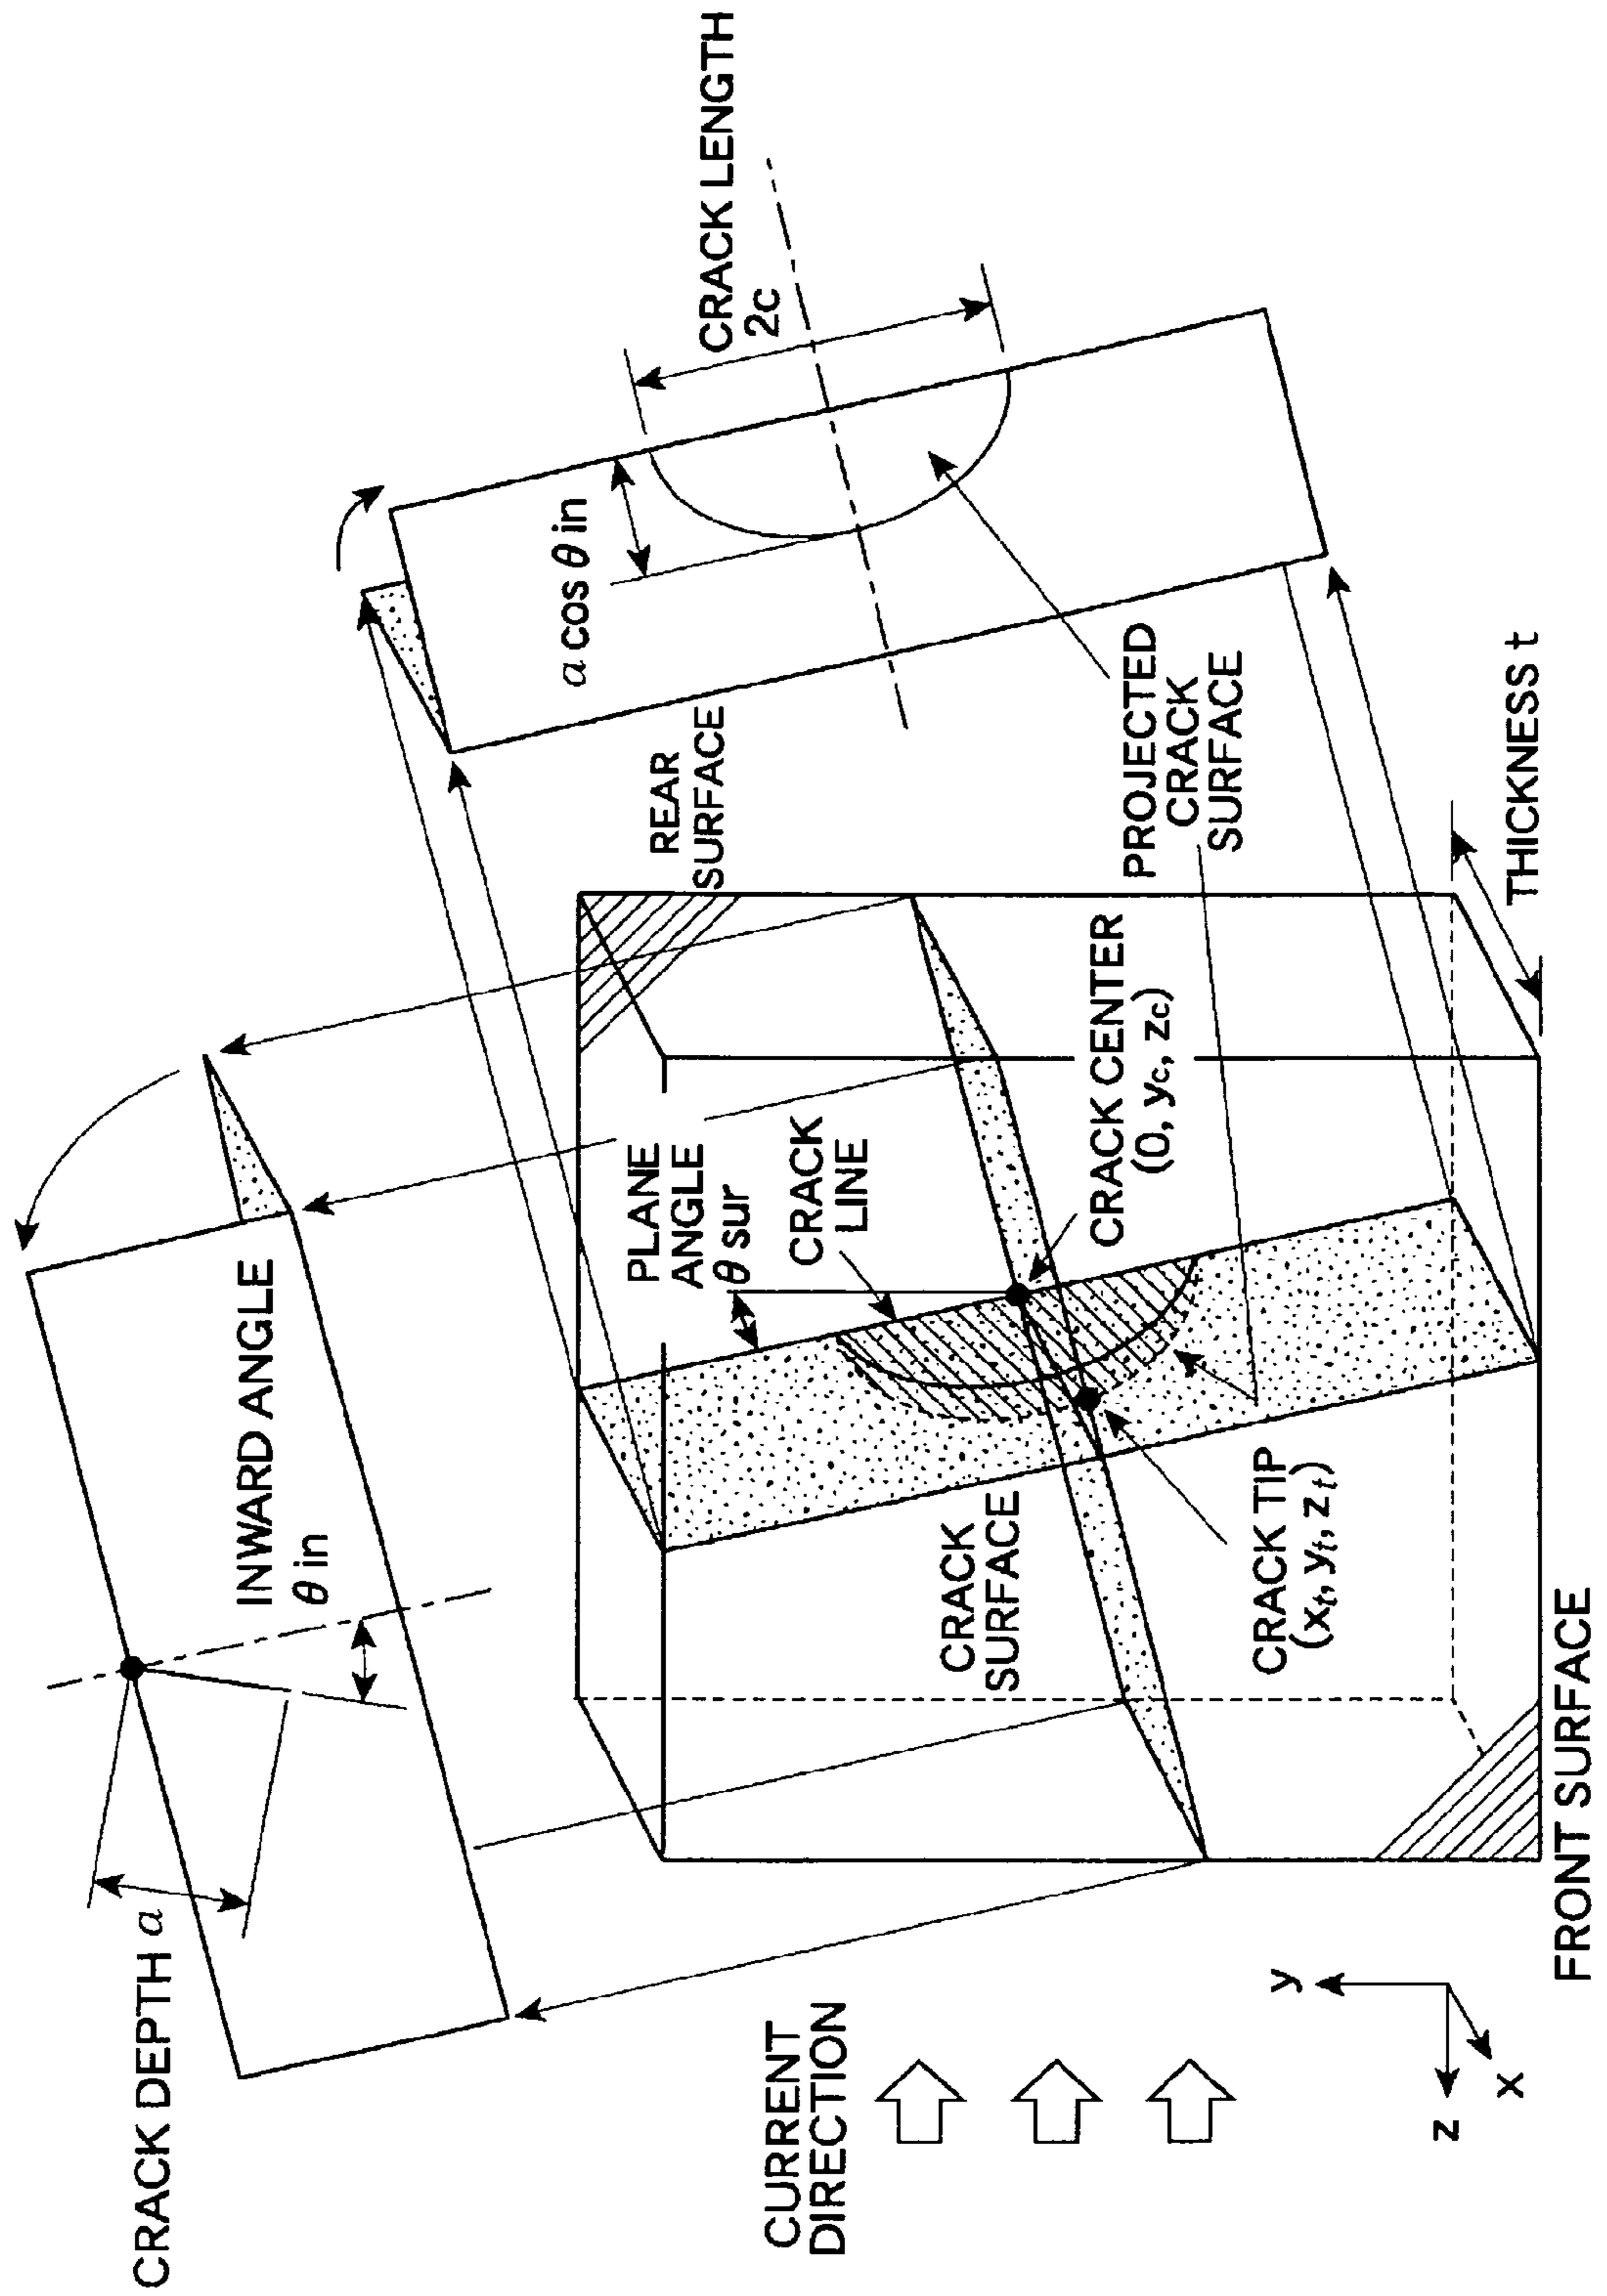 CRACK DEPTH a
INWARD ANGLE
θ in
CRACK LENGTH
2c
a cos θ in
REAR
SURFACE
PLANE
ANGLE
θ sur
CRACK
LINE
CURRENT
DIRECTION
CRACK
SURFACE
CRACK CENTER
(0, yc, zc)
PROJECTED
CRACK
SURFACE
CRACK TIP
(xt, yt, zt)
y
z
x
THICKNESS t
FRONT SURFACE